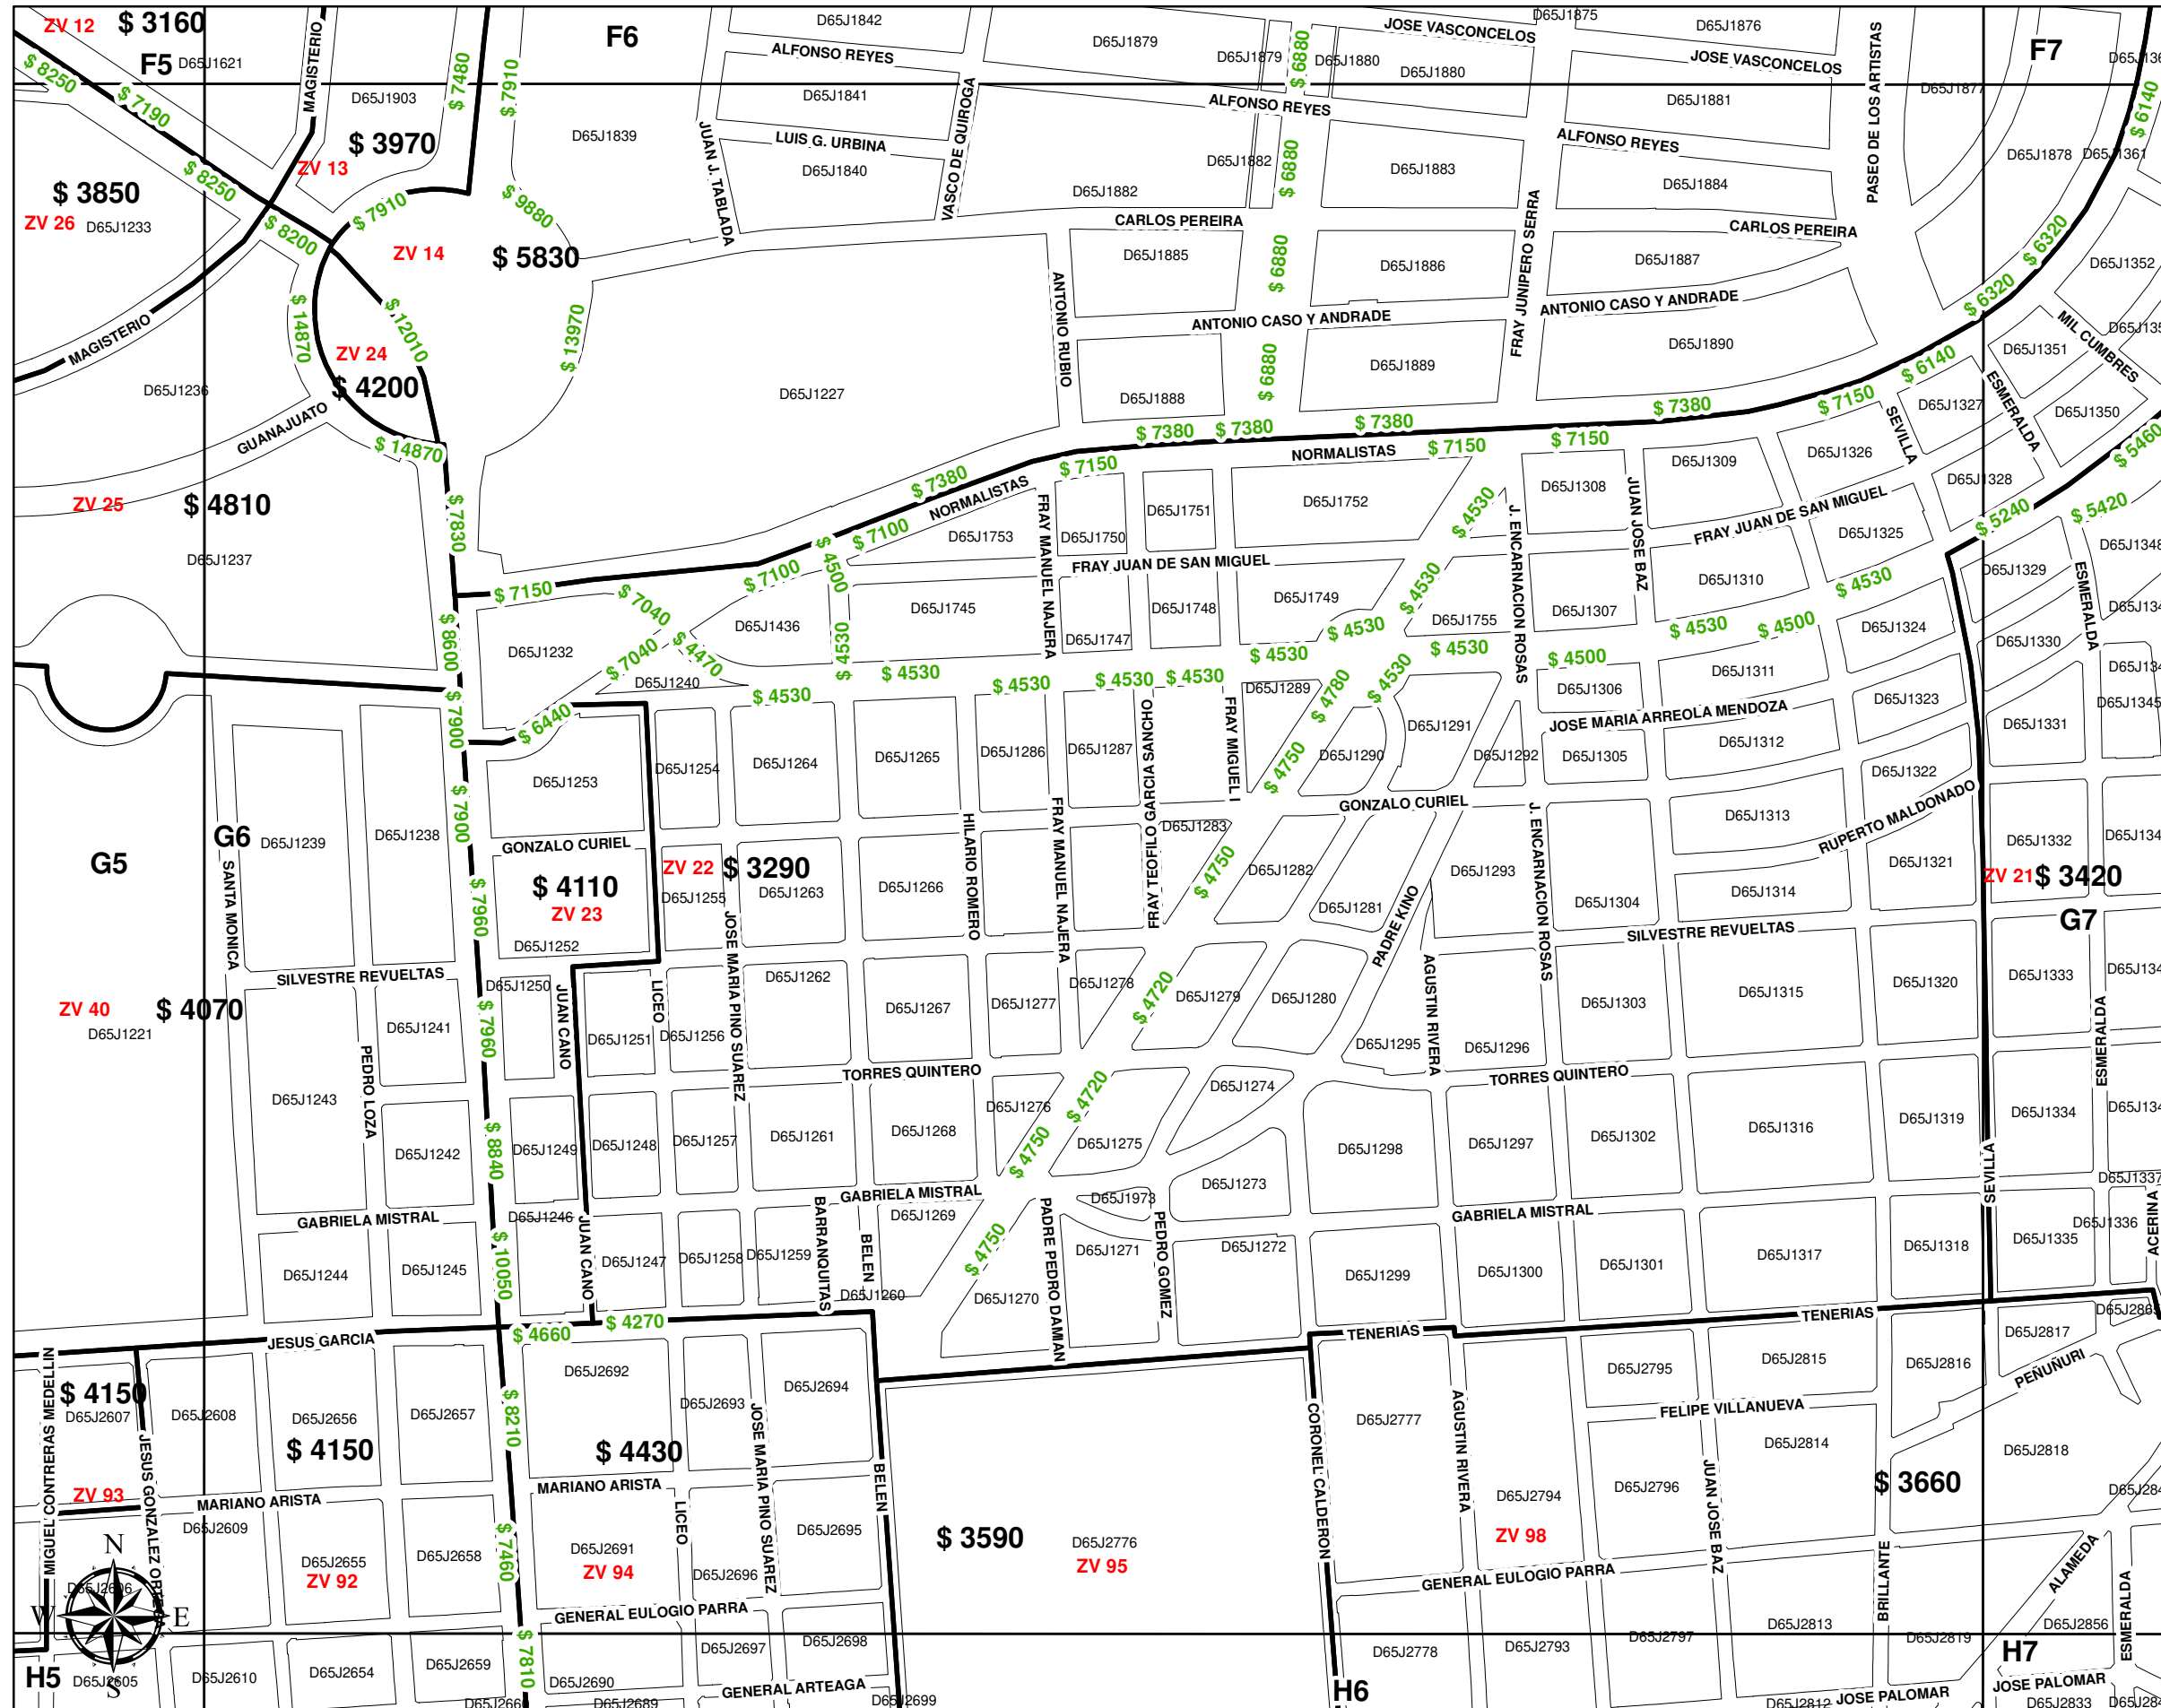 ZV 12
$ 3160
F5
D65J1621
MAGISTERIO
$ 7480
$ 7910
F6
D65J1842
ALFONSO REYES
D65J1879
D65J1879
$ 6880
D65J1880
JOSE VASCONCELOS
D65J1875
D65J1876
JOSE VASCONCELOS
D65J1880
PASEO DE LOS ARTISTAS
F7
$ 8250
$ 7190
D65J1903
$ 3970
ZV 13
D65J1839
D65J1841
LUIS G. URBINA
D65J1840
JUAN J. TABLADA
VASCO DE QUIROGA
ALFONSO REYES
D65J1881
ALFONSO REYES
D65J1877
$ 6140
D65J1882
D65J1882
$ 6880
D65J1883
D65J1884
D65J1878
D65J1361
$ 8250
$ 3850
ZV 26
D65J1233
$ 7910
$ 8200
$ 9880
ZV 14
$ 5830
CARLOS PEREIRA
CARLOS PEREIRA
FRAY JUNIPERO SERRA
$ 6320
$ 6320
D65J1885
$ 6880
D65J1886
D65J1887
D65J1352
ANTONIO RUBIO
ANTONIO CASO Y ANDRADE
ANTONIO CASO Y ANDRADE
MAGISTERIO
$ 14870
$ 12010
$ 13970
ZV 24
$ 4200
D65J1236
GUANAJUATO
$ 14870
D65J1227
D65J1888
$ 6880
D65J1889
D65J1890
$ 6140
D65J1351
MIL CUMBRES
ESMERALDA
D65J1327
D65J1350
$ 7380
$ 7380
$ 7380
$ 7380
$ 7150
SEVILLA
$ 5460
NORMALISTAS
$ 7150
$ 7150
D65J1309
D65J1326
$ 7150
$ 7380
NORMALISTAS
D65J1751
D65J1752
D65J1308
JUAN JOSE BAZ
FRAY JUAN DE SAN MIGUEL
D65J1328
$ 5240
$ 5420
ZV 25
$ 4810
D65J1237
$ 7830
$ 7100
D65J1753
FRAY MANUEL NAJERA
D65J1750
$ 4530
J. ENCARNACION ROSAS
D65J1325
$ 7150
$ 7100
$ 4500
FRAY JUAN DE SAN MIGUEL
D65J1310
$ 4530
D65J1329
ESMERALDA
$ 7040
D65J1436
D65J1745
D65J1748
D65J1749
$ 4530
D65J1755
D65J1307
D65J1324
D65J1330
$ 8600
D65J1232
$ 7040
$ 4470
D65J1240
$ 4530
D65J1747
$ 4530
$ 4530
$ 4500
$ 4530
$ 4530
$ 4530
$ 4530
$ 4530
$ 4530
$ 4530
$ 4530
$ 4500
D65J1289
$ 4780
$ 4530
D65J1306
D65J1311
D65J1323
D65J1345
$ 7900
$ 6440
D65J1253
D65J1254
D65J1264
D65J1265
D65J1286
D65J1287
FRAY TEOFILO GARCIA SANCHO
FRAY MIGUEL I
$ 4750
D65J1290
D65J1291
D65J1292
D65J1305
JOSE MARIA ARREOLA MENDOZA
D65J1312
D65J1322
D65J1331
$ 7900
GONZALO CURIEL
GONZALO CURIEL
D65J1313
RUPERTO MALDONADO
G5
G6
D65J1239
D65J1238
SANTA MONICA
$ 4110
ZV 23
D65J1252
ZV 22
$ 3290
D65J1255
D65J1263
D65J1266
HILARIO ROMERO
FRAY MANUEL NAJERA
D65J1283
$ 4750
D65J1282
D65J1281
PADRE KINO
D65J1293
J. ENCARNACION ROSAS
D65J1304
D65J1314
D65J1321
D65J1332
ZV 21
$ 3420
G7
$ 7960
SILVESTRE REVUELTAS
SILVESTRE REVUELTAS
ZV 40
$ 4070
D65J1221
D65J1241
PEDRO LOZA
$ 7960
D65J1250
JUAN CANO
D65J1251
LICEO
D65J1256
JOSE MARIA PINO SUAREZ
D65J1262
D65J1267
D65J1277
D65J1278
$ 4720
D65J1279
D65J1280
D65J1295
AGUSTIN RIVERA
D65J1296
D65J1303
D65J1315
D65J1320
D65J1333
ESMERALDA
D65J1243
TORRES QUINTERO
TORRES QUINTERO
D65J1242
$ 8840
D65J1249
D65J1248
D65J1257
D65J1261
D65J1268
D65J1276
$ 4720
$ 4750
D65J1275
D65J1274
D65J1298
D65J1297
D65J1302
D65J1316
D65J1319
D65J1334
D65J1337
SEVILLA
GABRIELA MISTRAL
GABRIELA MISTRAL
GABRIELA MISTRAL
D65J1246
D65J1973
D65J1273
D65J1244
D65J1245
$ 10050
JUAN CANO
D65J1247
D65J1258
D65J1259
BARRANQUITAS
BELEN
D65J1260
D65J1269
$ 4750
D65J1270
PADRE PEDRO DAMIAN
D65J1271
PEDRO GOMEZ
D65J1272
D65J1299
D65J1300
D65J1301
D65J1317
D65J1318
D65J1335
D65J1336
ACERINA
JESUS GARCIA
$ 4660
$ 4270
TENERIAS
TENERIAS
D65J2817
PEÑUÑURI
MIGUEL CONTRERAS MEDELLIN
$ 4150
D65J2607
JESUS GONZALEZ ORTEGA
D65J2608
D65J2656
$ 4150
D65J2657
$ 8210
D65J2692
$ 4430
D65J2693
D65J2694
JOSE MARIA PINO SUAREZ
BELEN
CORONEL CALDERON
D65J2777
AGUSTIN RIVERA
D65J2795
D65J2815
D65J2816
FELIPE VILLANUEVA
D65J2814
JUAN JOSE BAZ
D65J2818
ZV 93
MARIANO ARISTA
MARIANO ARISTA
D65J2609
D65J2655
ZV 92
D65J2658
$ 7460
D65J2691
ZV 94
LICEO
D65J2696
D65J2695
$ 3590
D65J2776
ZV 95
D65J2794
ZV 98
D65J2796
$ 3660
N
W
E
S
D65J2606
GENERAL EULOGIO PARRA
GENERAL EULOGIO PARRA
BRILLANTE
ALAMEDA
ESMERALDA
D65J2856
H5
D65J2605
D65J2610
D65J2654
D65J2659
$ 7810
D65J2690
D65J2697
D65J2698
GENERAL ARTEAGA
D65J2689
D65J2699
H6
D65J2778
D65J2793
D65J2797
D65J2813
D65J2819
H7
D65J2812
JOSE PALOMAR
JOSE PALOMAR
D65J2833